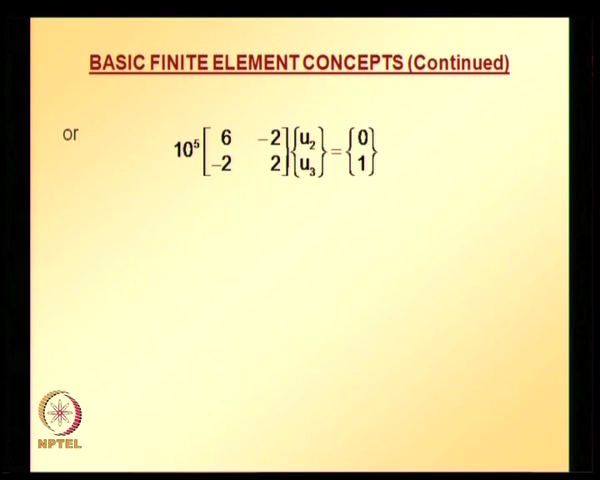 BASIC FINITE ELEMENT CONCEPTS (Continued)
or
10⁵ [ 6 −2 ] { u₂ } = { 0 }
[ −2 2 ] { u₃ } { 1 }
NPTEL